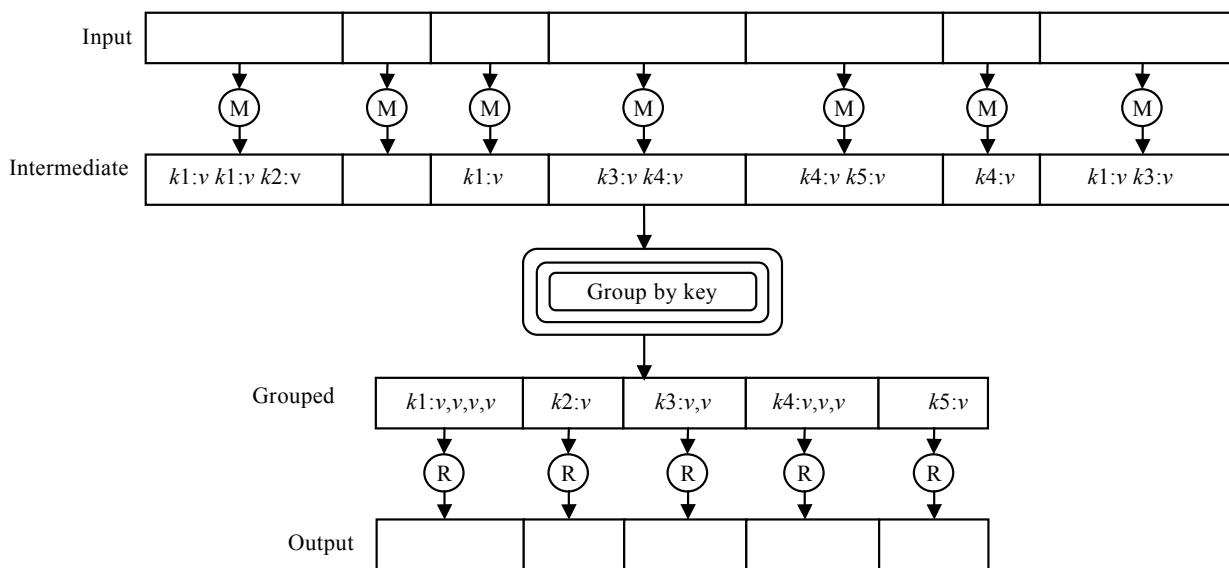 Input
M M M M M M M
Intermediate k1:v k1:v k2:v k1:v k3:v k4:v k4:v k5:v k4:v k1:v k3:v
Group by key
Grouped k1:v,v,v,v k2:v k3:v,v k4:v,v,v k5:v
R R R R R
Output